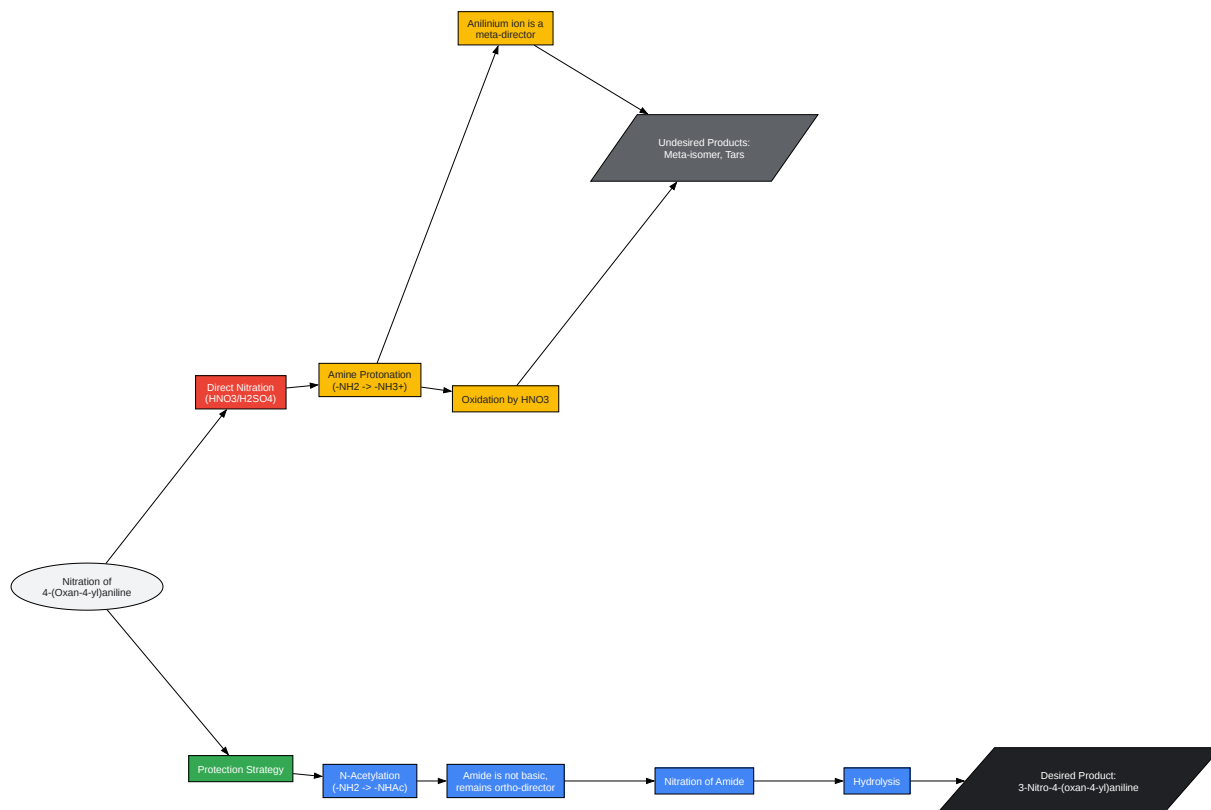 Anilinium ion is a
meta-director
Undesired Products:
Meta-isomer, Tars
Direct Nitration
(HNO3/H2SO4)
Amine Protonation
(-NH2 -> -NH3+)
Oxidation by HNO3
Nitration of
4-(Oxan-4-yl)aniline
Protection Strategy
N-Acetylation
(-NH2 -> -NHAc)
Amide is not basic,
remains ortho-director
Nitration of Amide
Hydrolysis
Desired Product:
3-Nitro-4-(oxan-4-yl)aniline